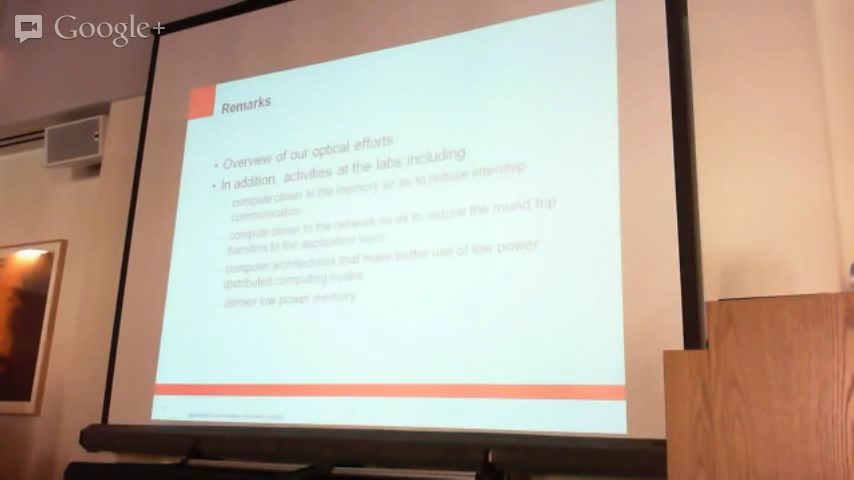 Google+
Remarks
• Overview of our optical efforts
• In addition, activities at the labs including
compute closer to the memory so as to reduce interchip
communication
compute closer to the network so as to reduce the round trip
transfers to the application layer
computer architectures that make better use of low power
distributed computing nodes
denser low power memory